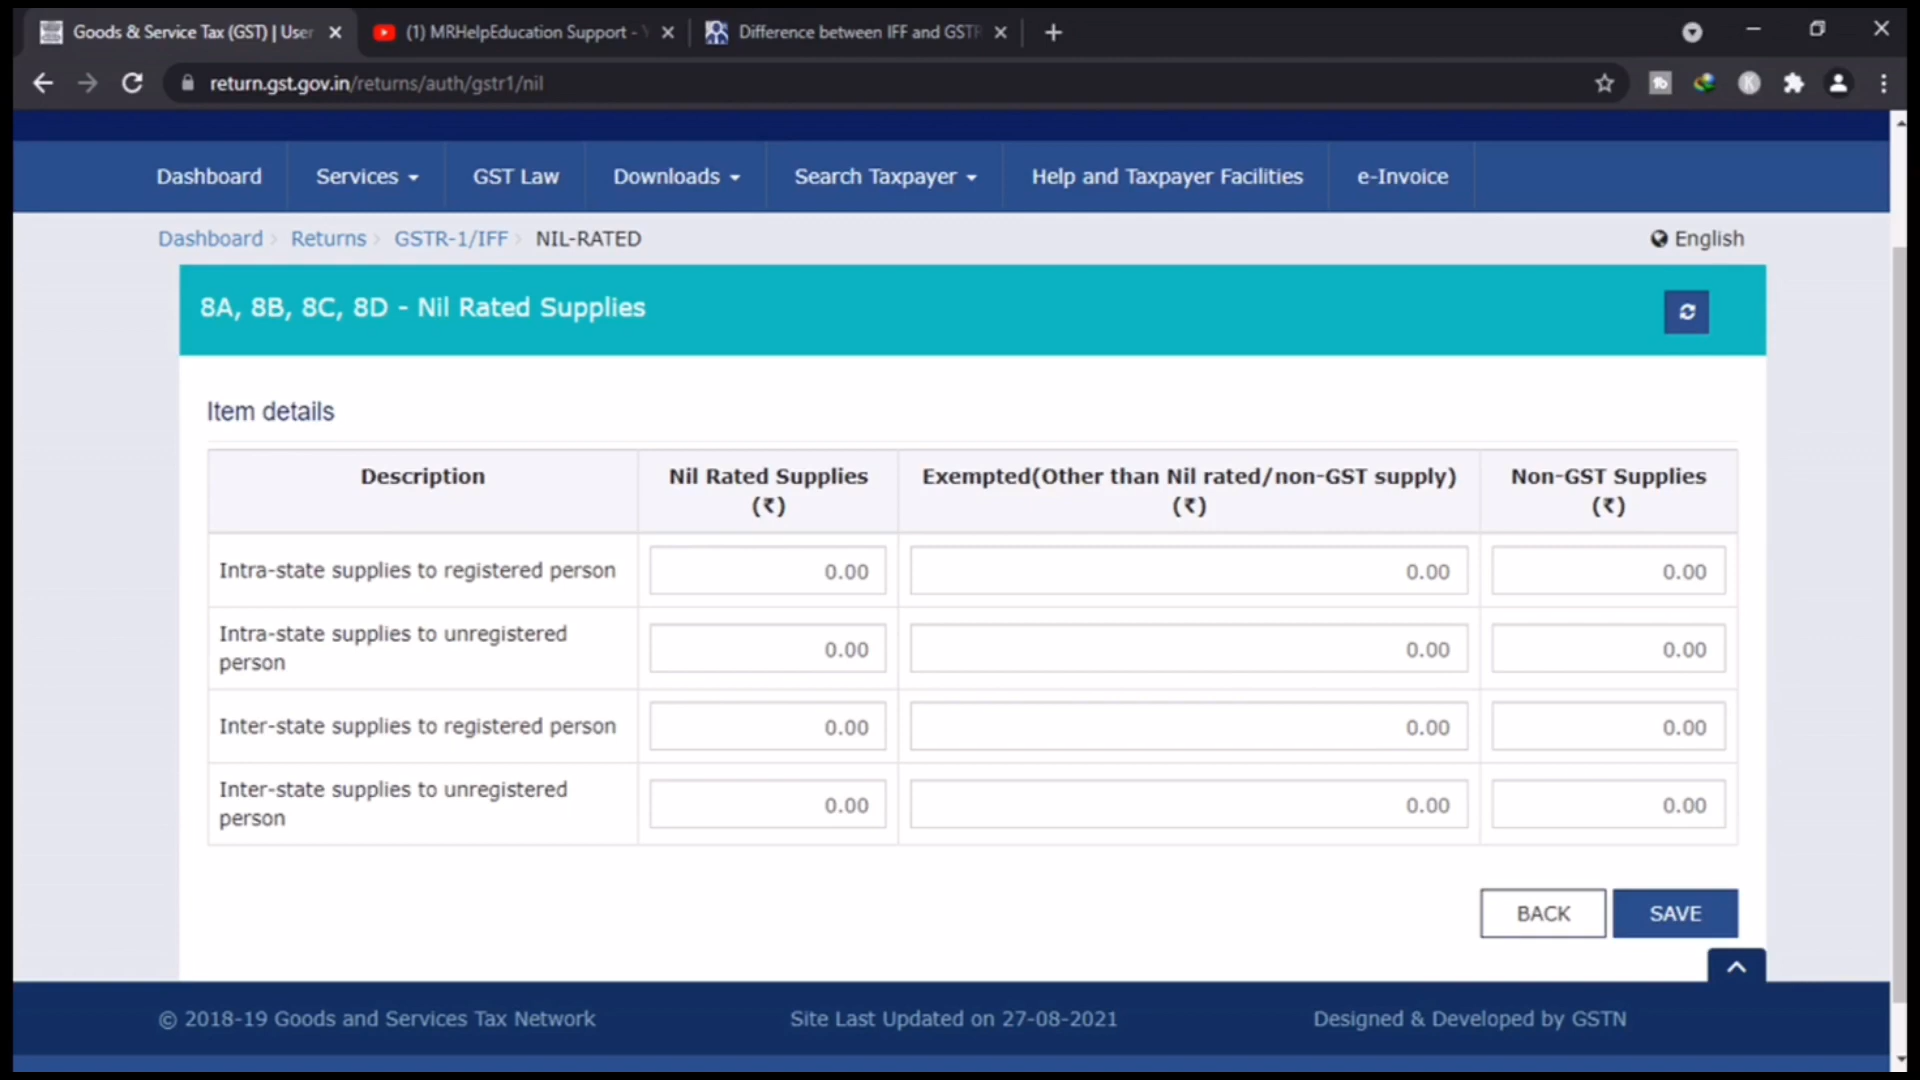 Goods & Service Tax (GST) | User
(1) MRHelpEducation Support -
Difference between IFF and GSTR
return.gst.gov.in/returns/auth/gstr1/nil
Dashboard
Services
GST Law
Downloads
Search Taxpayer
Help and Taxpayer Facilities
e-Invoice
Dashboard > Returns > GSTR-1/IFF > NIL-RATED
English
8A, 8B, 8C, 8D - Nil Rated Supplies
Item details
Description
Nil Rated Supplies
(₹)
Exempted(Other than Nil rated/non-GST supply)
(₹)
Non-GST Supplies
(₹)
Intra-state supplies to registered person
0.00
0.00
0.00
Intra-state supplies to unregistered
person
0.00
0.00
0.00
Inter-state supplies to registered person
0.00
0.00
0.00
Inter-state supplies to unregistered
person
0.00
0.00
0.00
BACK
SAVE
© 2018-19 Goods and Services Tax Network
Site Last Updated on 27-08-2021
Designed & Developed by GSTN